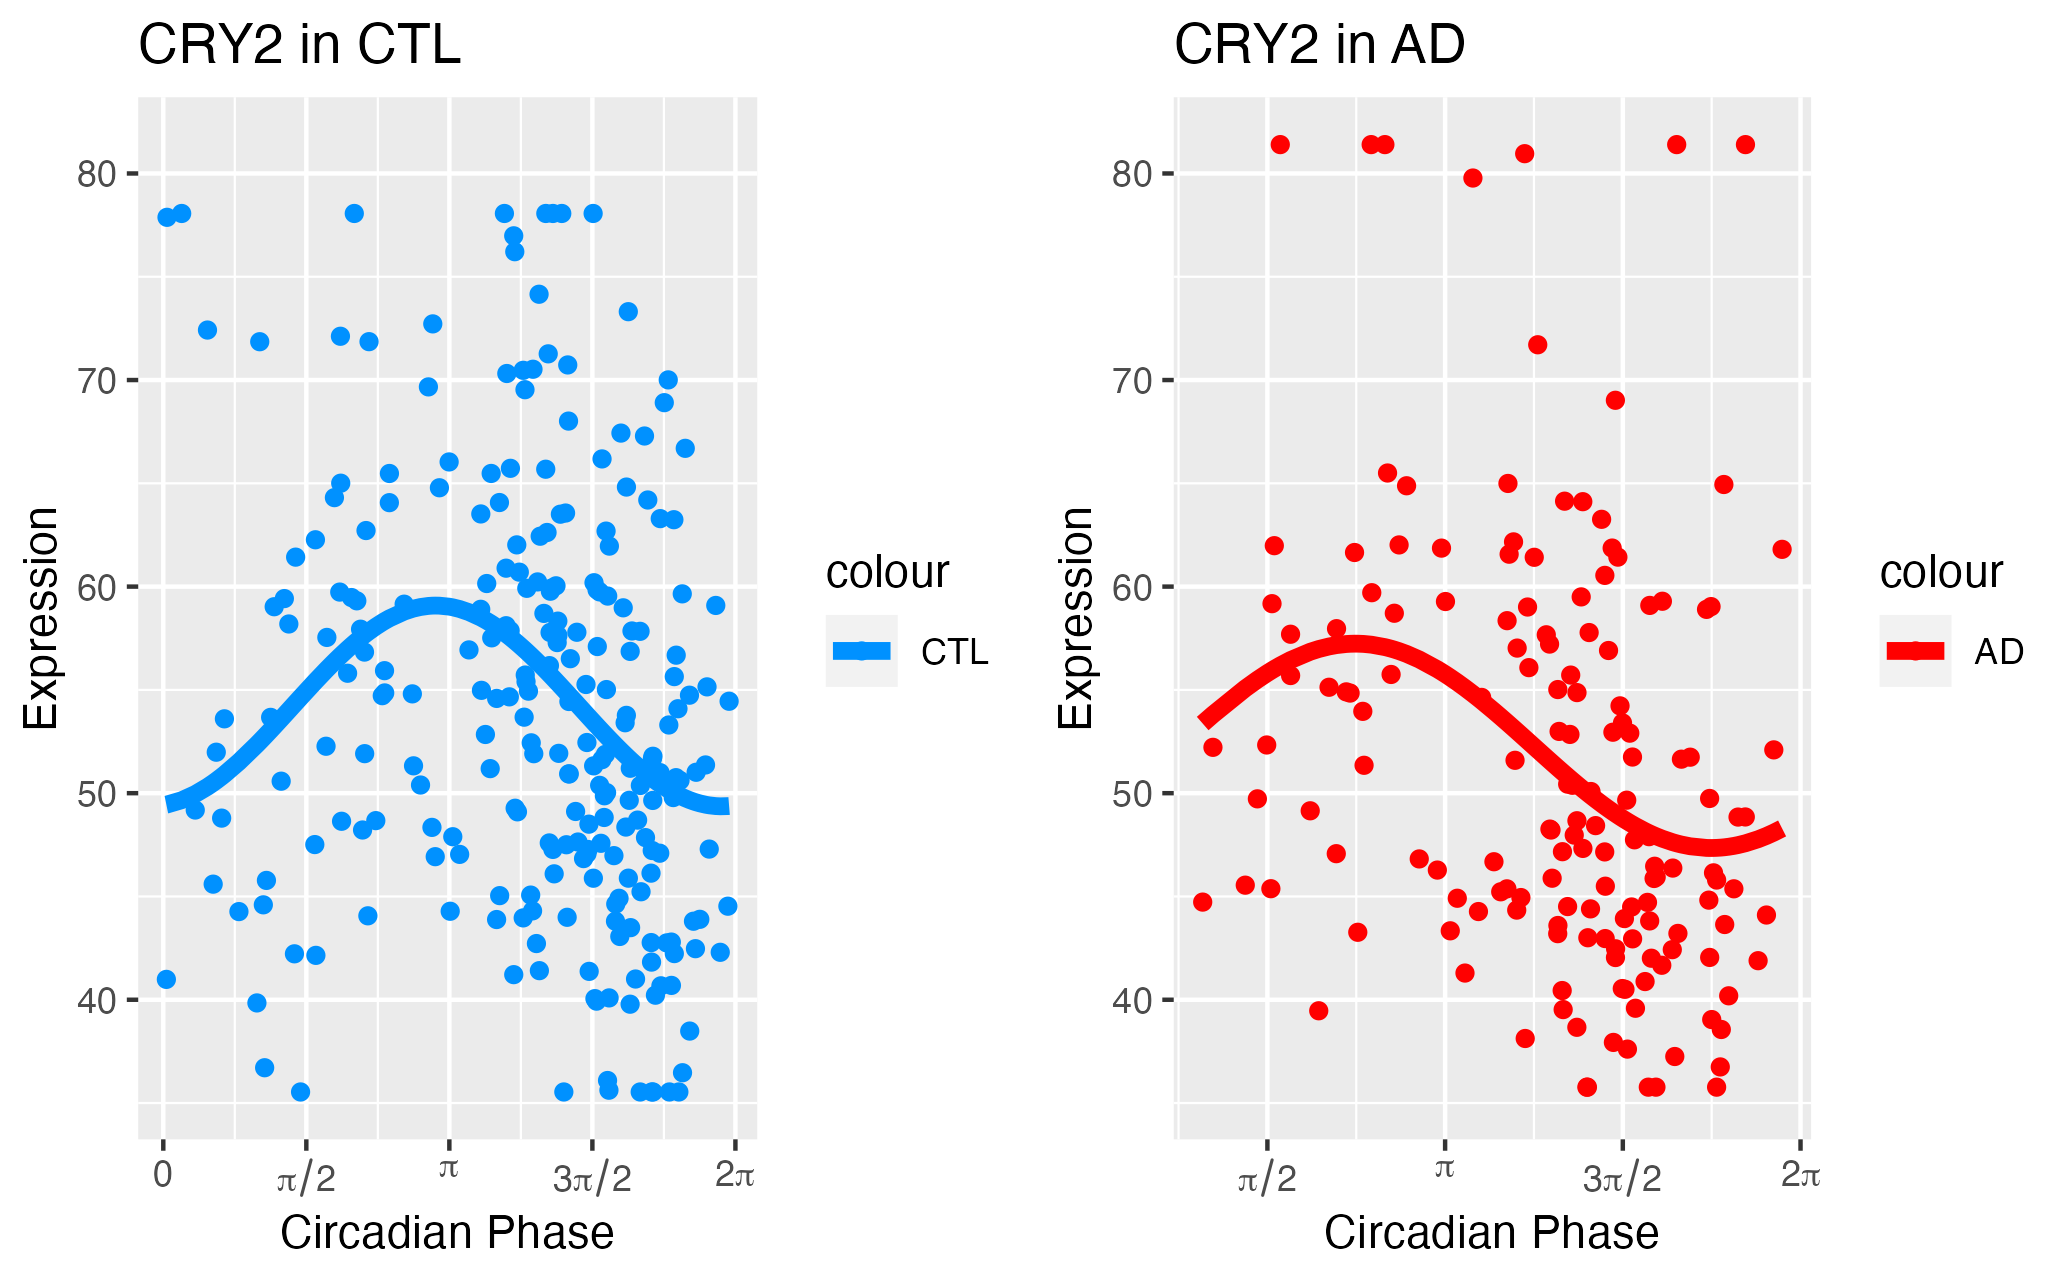 CRY2 in CTL
80
70
60
50
40
Expression
0
π/2
π
3π/2
2π
Circadian Phase
colour
CTL
CRY2 in AD
80
70
60
50
40
Expression
π/2
π
3π/2
2π
Circadian Phase
colour
AD